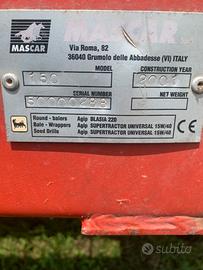 MASCAR
MASCAR
Via Roma, 82
36040 Grumolo delle Abbadesse (VI) ITALY
MODEL
CONSTRUCTION YEAR
SERIAL NUMBER
NET WEIGHT
Round - balers Agip BLASIA 220
Bale - Wrappers Agip SUPERTRACTOR UNIVERSAL 15W/40
Seed Drills Agip SUPERTRACTOR UNIVERSAL 15W/40
CE
subito